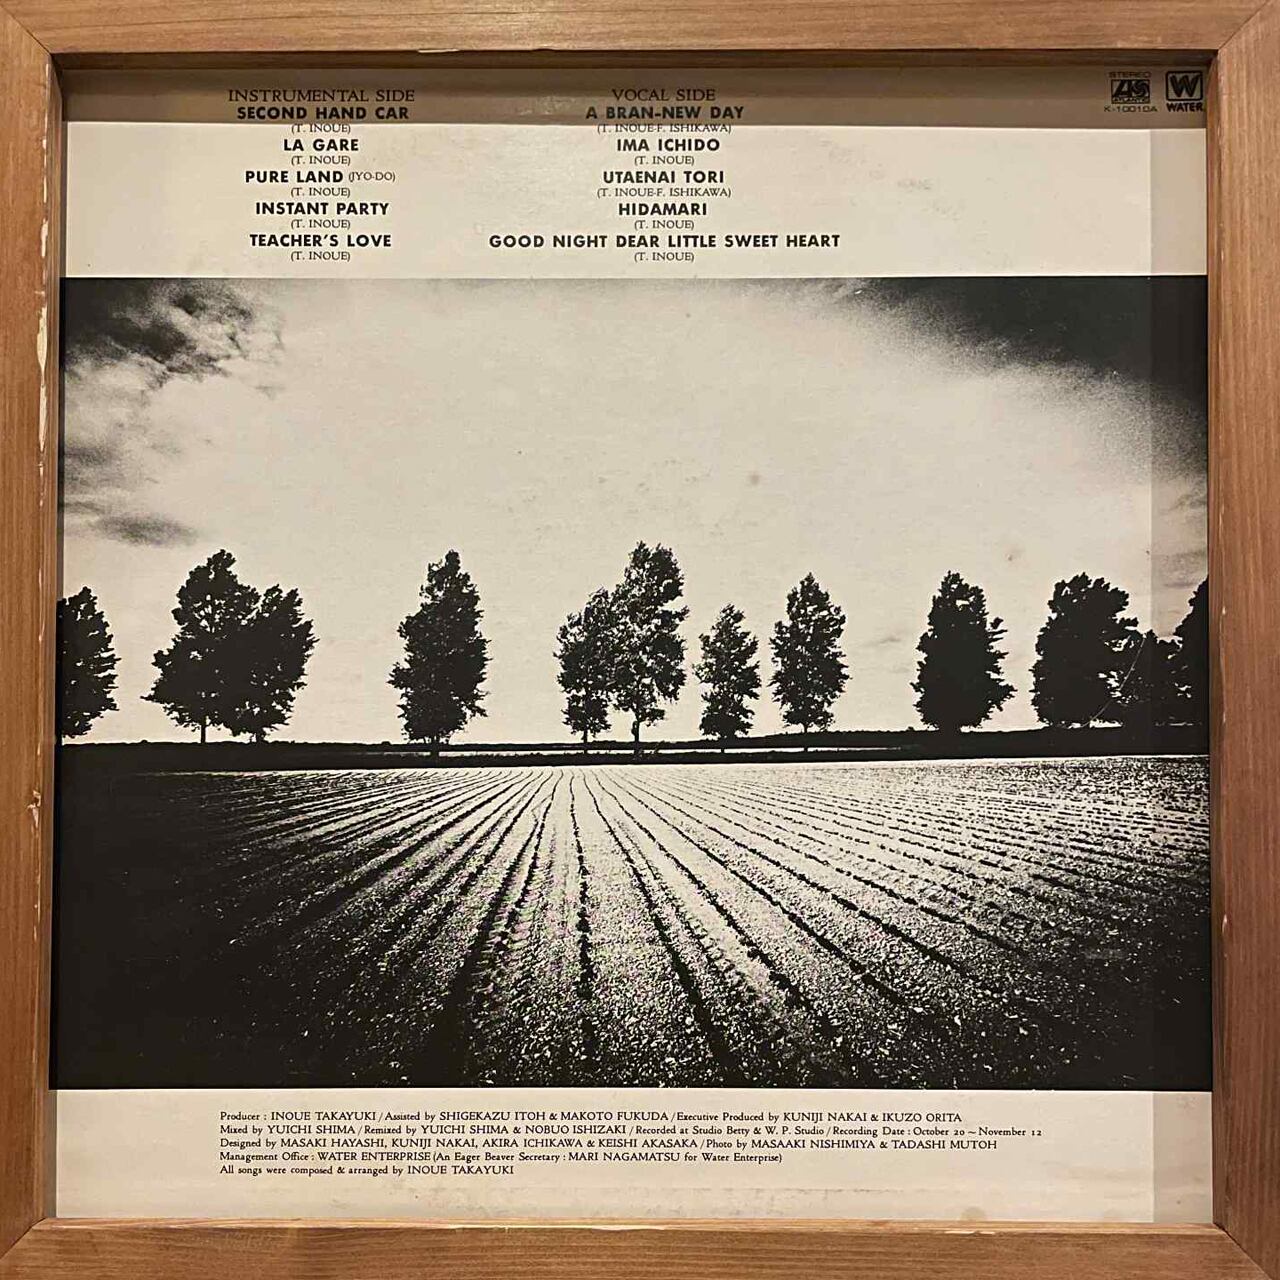 INSTRUMENTAL SIDE
SECOND HAND CAR
(T. INOUE)
LA GARE
(T. INOUE)
PURE LAND (JYO-DO)
(T. INOUE)
INSTANT PARTY
(T. INOUE)
TEACHER'S LOVE
(T. INOUE)
VOCAL SIDE
A BRAN-NEW DAY
(T. INOUE-F. ISHIKAWA)
IMA ICHIDO
(T. INOUE)
UTAENAI TORI
(T. INOUE-F. ISHIKAWA)
HIDAMARI
(T. INOUE)
GOOD NIGHT DEAR LITTLE SWEET HEART
(T. INOUE)
STEREO
ATLANTIC
K-10010A
W
WATER
Producer : INOUE TAKAYUKI / Assisted by SHIGEKAZU ITOH & MAKOTO FUKUDA / Executive Produced by KUNIJI NAKAI & IKUZO ORITA
Mixed by YUICHI SHIMA / Remixed by YUICHI SHIMA & NOBUO ISHIZAKI / Recorded at Studio Betty & W. P. Studio / Recording Date : October 20 ~ November 12
Designed by MASAKI HAYASHI, KUNIJI NAKAI, AKIRA ICHIKAWA & KEISHI AKASAKA / Photo by MASAAKI NISHIMIYA & TADASHI MUTOH
Management Office : WATER ENTERPRISE (An Eager Beaver Secretary : MARI NAGAMATSU for Water Enterprise)
All songs were composed & arranged by INOUE TAKAYUKI